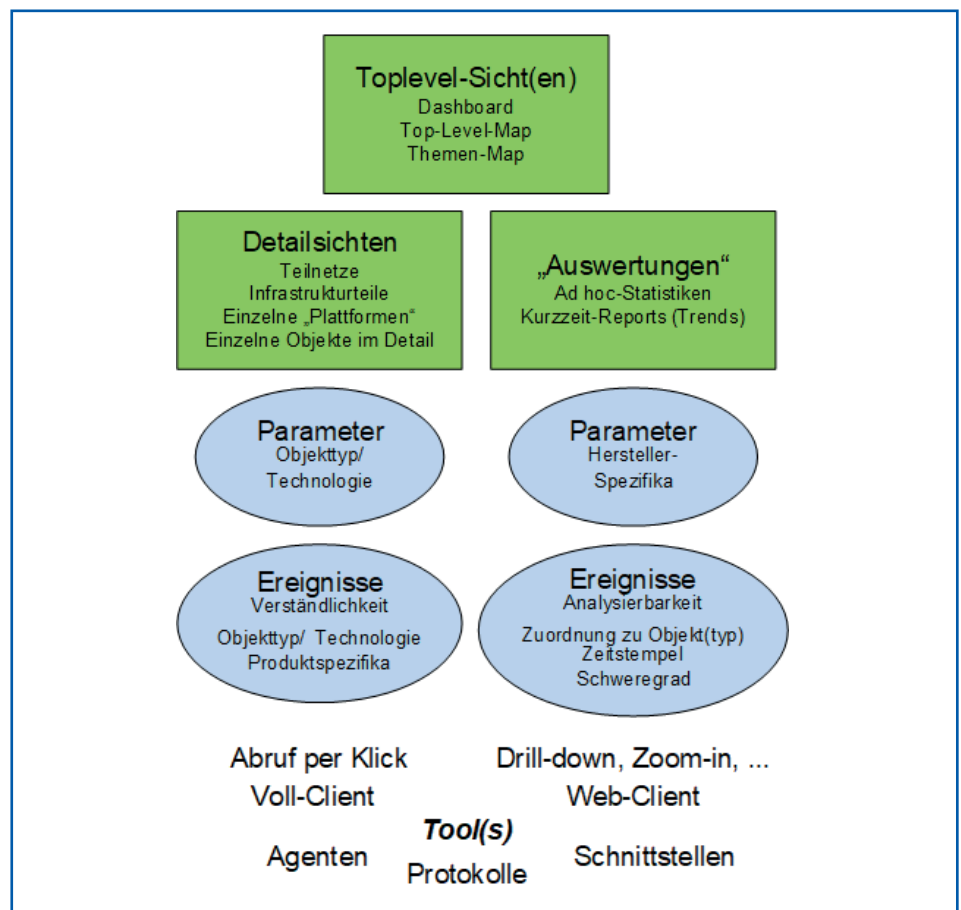 Toplevel-Sicht(en)
Dashboard
Top-Level-Map
Themen-Map
Detailsichten
Teilnetze
Infrastrukturteile
Einzelne „Plattformen“
Einzelne Objekte im Detail
„Auswertungen“
Ad hoc-Statistiken
Kurzzeit-Reports (Trends)
Parameter
Objekttyp/
Technologie
Parameter
Hersteller-
Spezifika
Ereignisse
Verständlichkeit
Objekttyp/ Technologie
Produktspezifika
Ereignisse
Analysierbarkeit
Zuordnung zu Objekt(typ)
Zeitstempel
Schweregrad
Abruf per Klick
Drill-down, Zoom-in, ...
Voll-Client
Web-Client
Tool(s)
Agenten
Protokolle
Schnittstellen